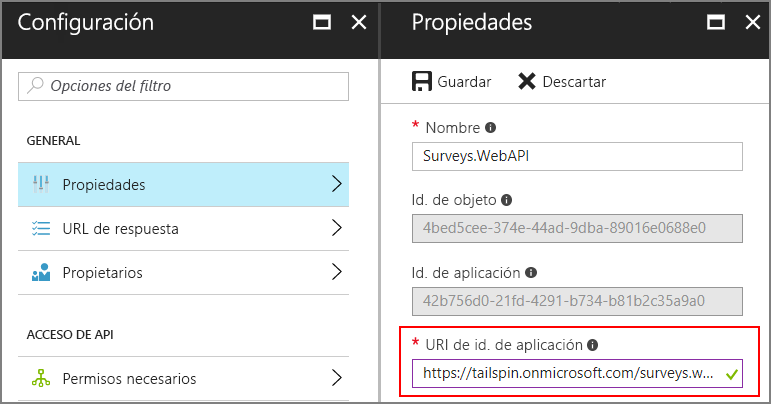 Configuración
Opciones del filtro
GENERAL
Propiedades
URL de respuesta
Propietarios
ACCESO DE API
Permisos necesarios
Propiedades
Guardar Descartar
* Nombre
Surveys.WebAPI
Id. de objeto
4bed5cee-374e-44ad-9dba-89016e0688e0
Id. de aplicación
42b756d0-21fd-4291-b734-b81b2c35a9a0
* URI de id. de aplicación
https://tailspin.onmicrosoft.com/surveys.w...